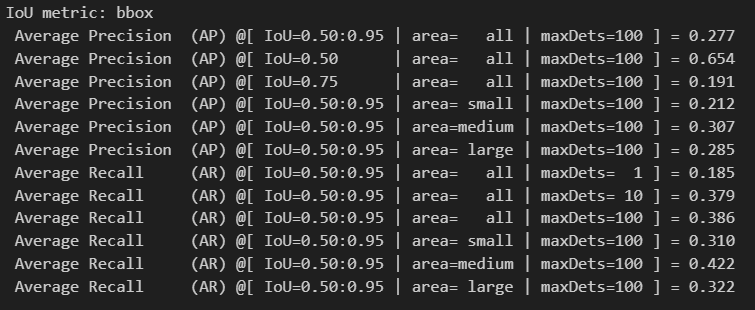 IoU metric: bbox
 Average Precision  (AP) @[ IoU=0.50:0.95 | area=   all | maxDets=100 ] = 0.277
 Average Precision  (AP) @[ IoU=0.50      | area=   all | maxDets=100 ] = 0.654
 Average Precision  (AP) @[ IoU=0.75      | area=   all | maxDets=100 ] = 0.191
 Average Precision  (AP) @[ IoU=0.50:0.95 | area= small | maxDets=100 ] = 0.212
 Average Precision  (AP) @[ IoU=0.50:0.95 | area=medium | maxDets=100 ] = 0.307
 Average Precision  (AP) @[ IoU=0.50:0.95 | area= large | maxDets=100 ] = 0.285
 Average Recall     (AR) @[ IoU=0.50:0.95 | area=   all | maxDets=  1 ] = 0.185
 Average Recall     (AR) @[ IoU=0.50:0.95 | area=   all | maxDets= 10 ] = 0.379
 Average Recall     (AR) @[ IoU=0.50:0.95 | area=   all | maxDets=100 ] = 0.386
 Average Recall     (AR) @[ IoU=0.50:0.95 | area= small | maxDets=100 ] = 0.310
 Average Recall     (AR) @[ IoU=0.50:0.95 | area=medium | maxDets=100 ] = 0.422
 Average Recall     (AR) @[ IoU=0.50:0.95 | area= large | maxDets=100 ] = 0.322